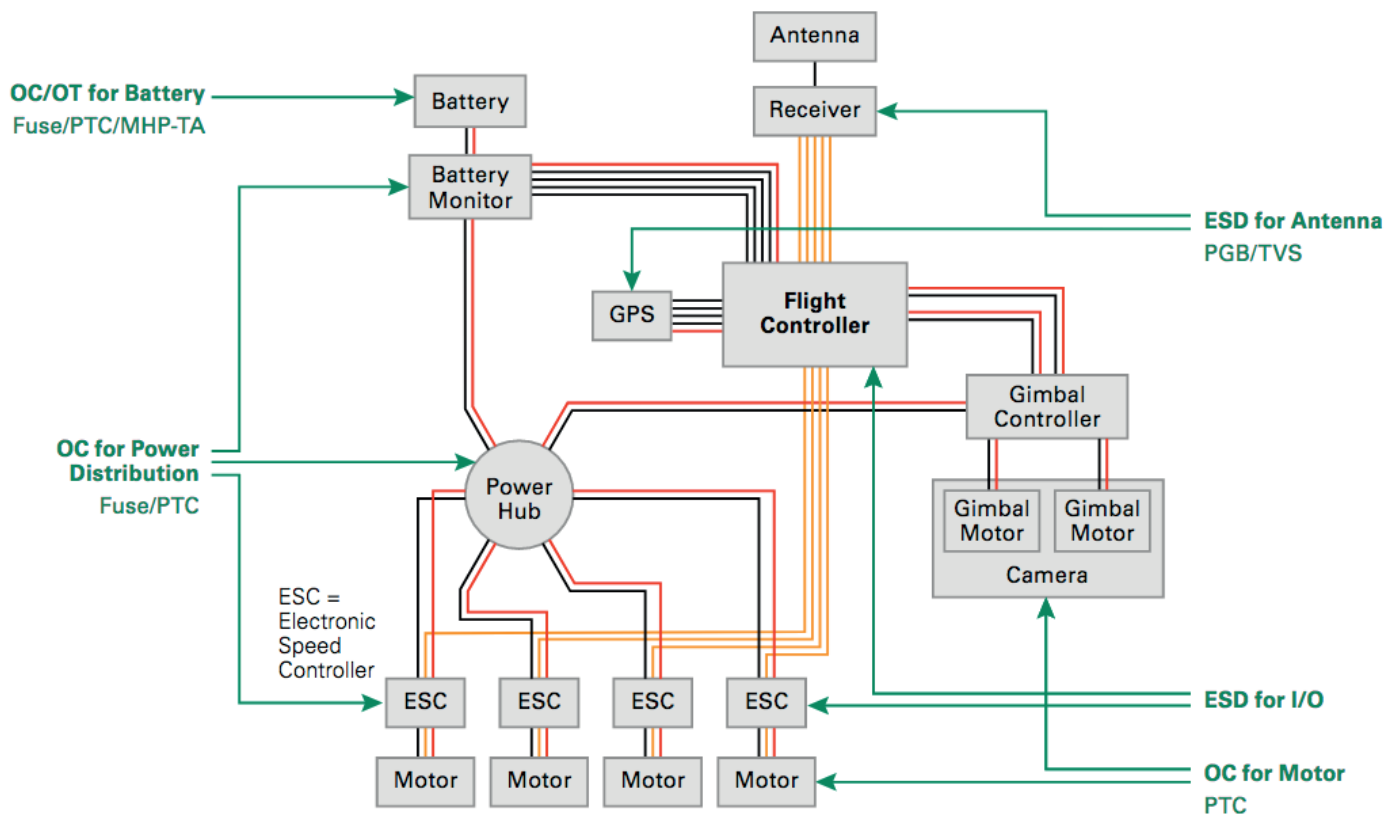 Antenna
OC/OT for Battery
Fuse/PTC/MHP-TA
Battery
Receiver
Battery
Monitor
ESD for Antenna
PGB/TVS
GPS
Flight
Controller
Gimbal
Controller
OC for Power
Distribution
Fuse/PTC
Power
Hub
Gimbal
Motor
Gimbal
Motor
Camera
ESC =
Electronic
Speed
Controller
ESC
ESC
ESC
ESC
ESD for I/O
Motor
Motor
Motor
Motor
OC for Motor
PTC